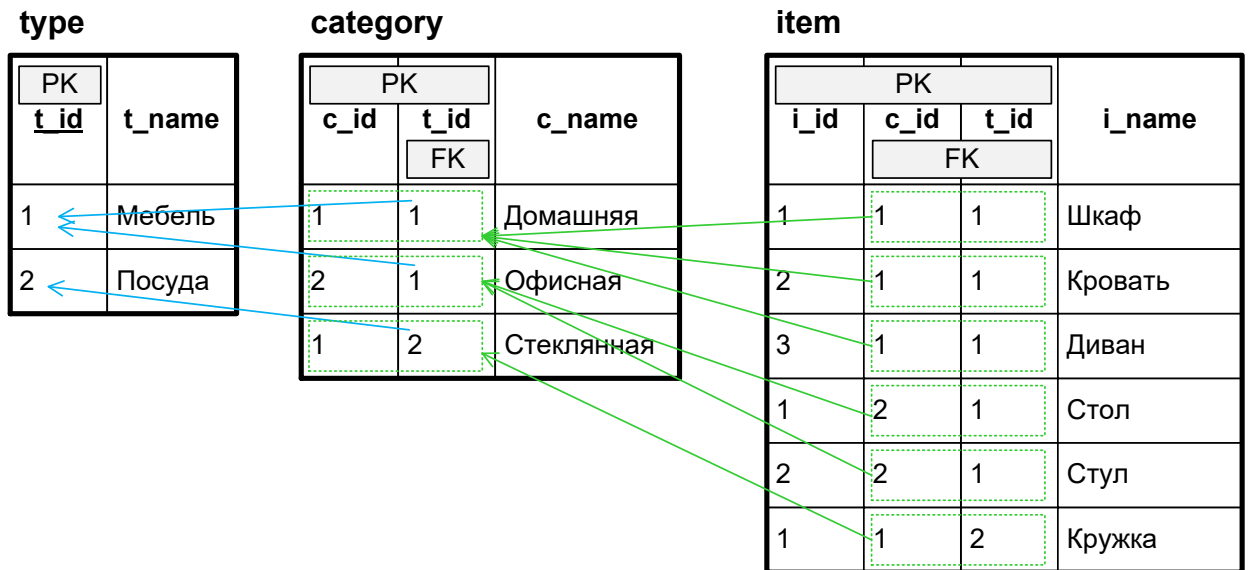 type category item
PK PK PK
t_id t_name c_id t_id c_name i_id c_id t_id i_name
FK FK
1 Мебель 1 1 Домашняя 1 1 1 Шкаф
2 Посуда 2 1 Офисная 2 1 1 Кровать
1 2 Стеклянная 3 1 1 Диван
1 2 1 Стол
2 2 1 Стул
1 1 2 Кружка